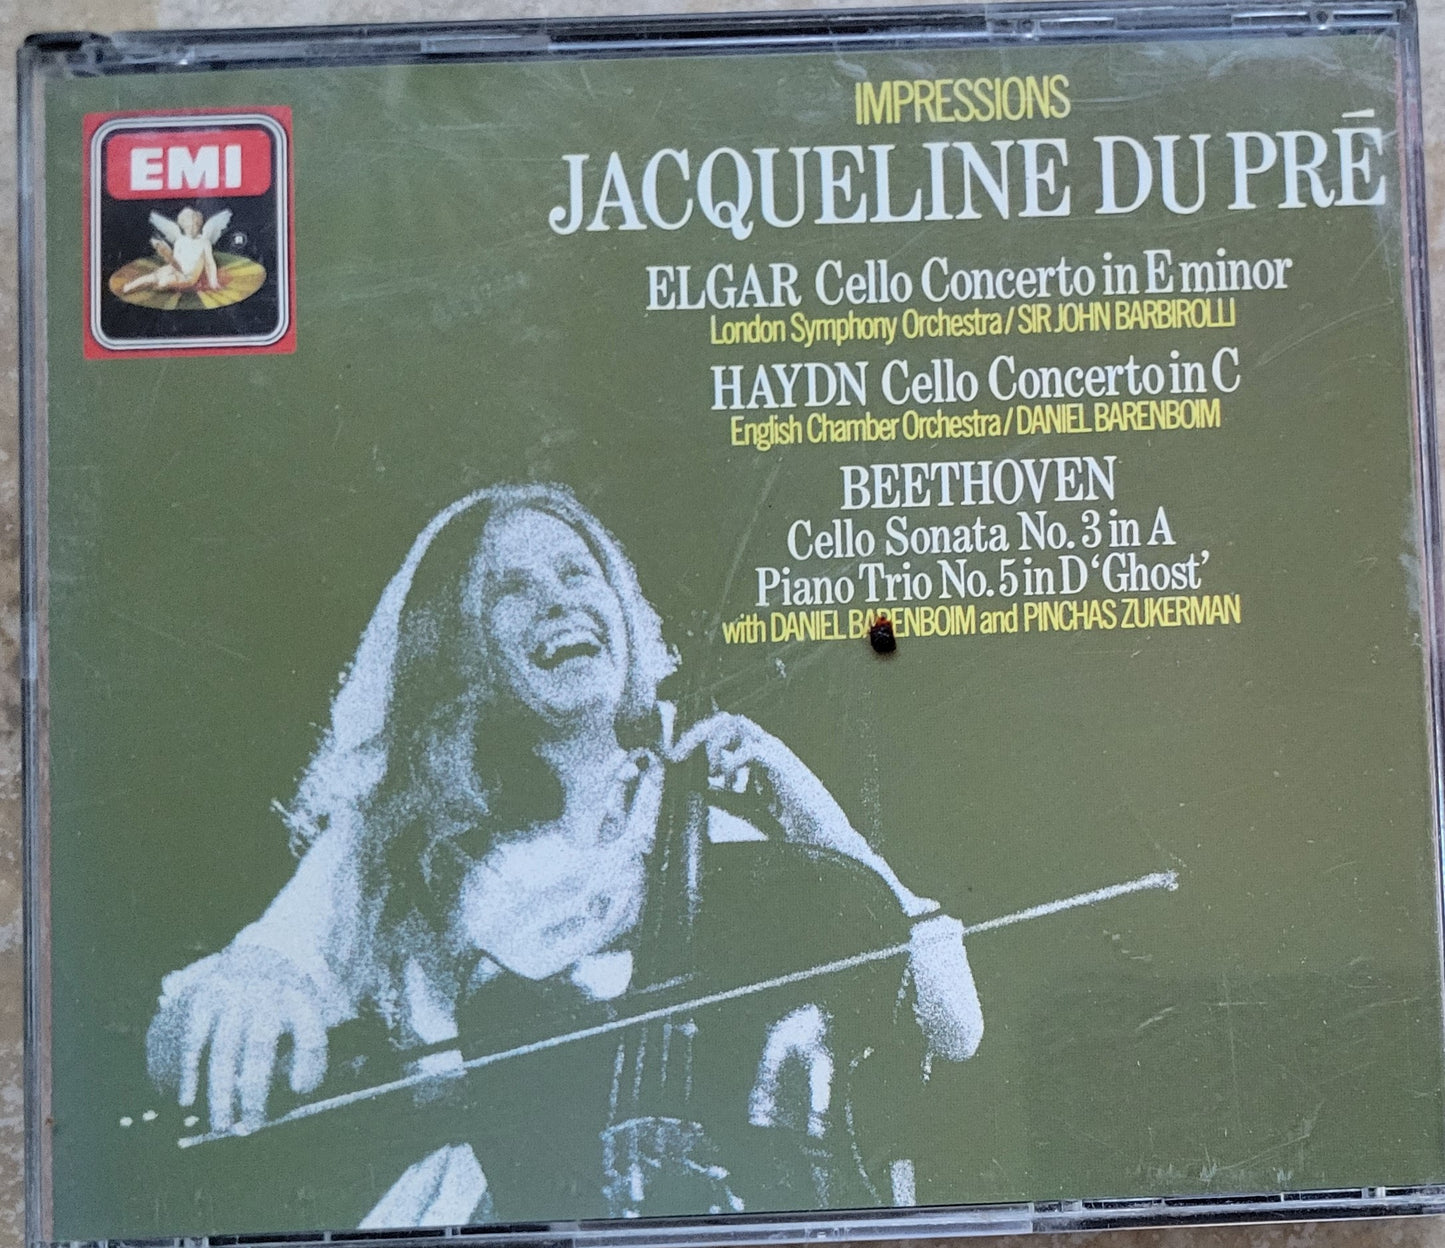 EMI
IMPRESSIONS
JACQUELINE DU PRÉ
ELGAR Cello Concerto in E minor
London Symphony Orchestra/SIR JOHN BARBIROLLI
HAYDN Cello Concerto in C
English Chamber Orchestra/DANIEL BARENBOIM
BEETHOVEN
Cello Sonata No. 3 in A
Piano Trio No. 5 in D ‘Ghost’
with DANIEL BARENBOIM and PINCHAS ZUKERMAN